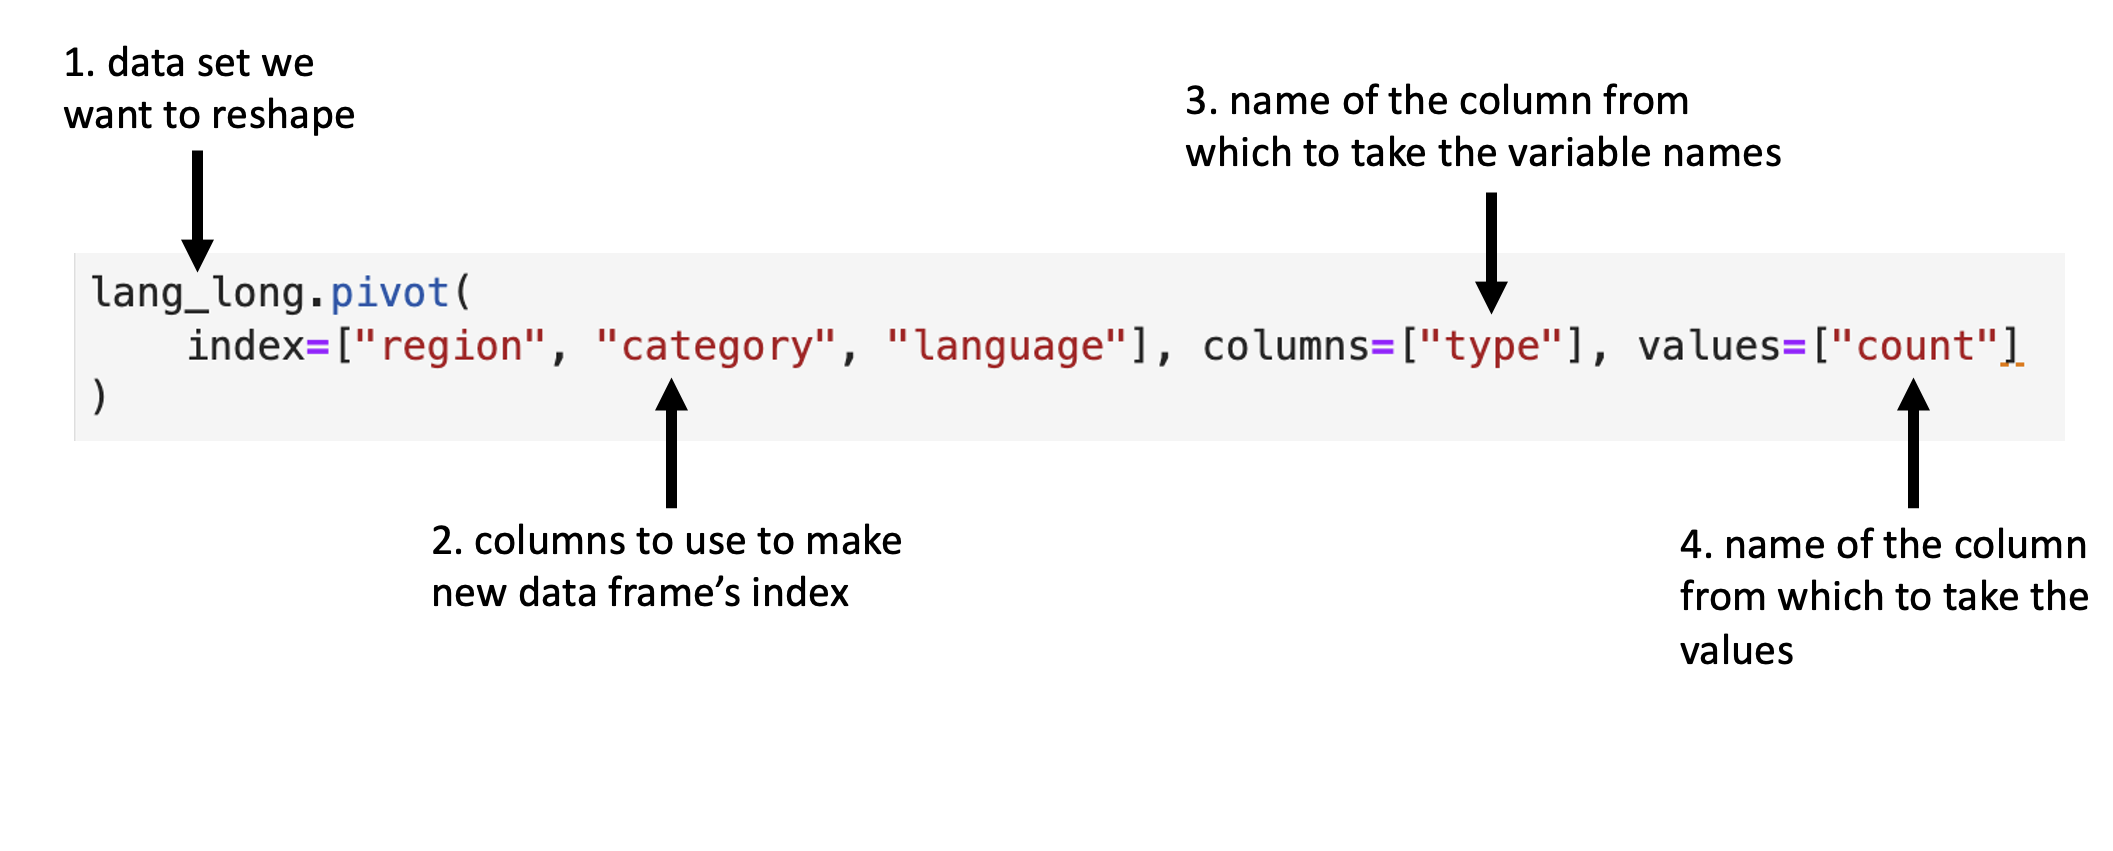 1. data set we
want to reshape
3. name of the column from
which to take the variable names
lang_long.pivot(
index=["region", "category", "language"], columns=["type"], values=["count"]
)
2. columns to use to make
new data frame’s index
4. name of the column
from which to take the
values